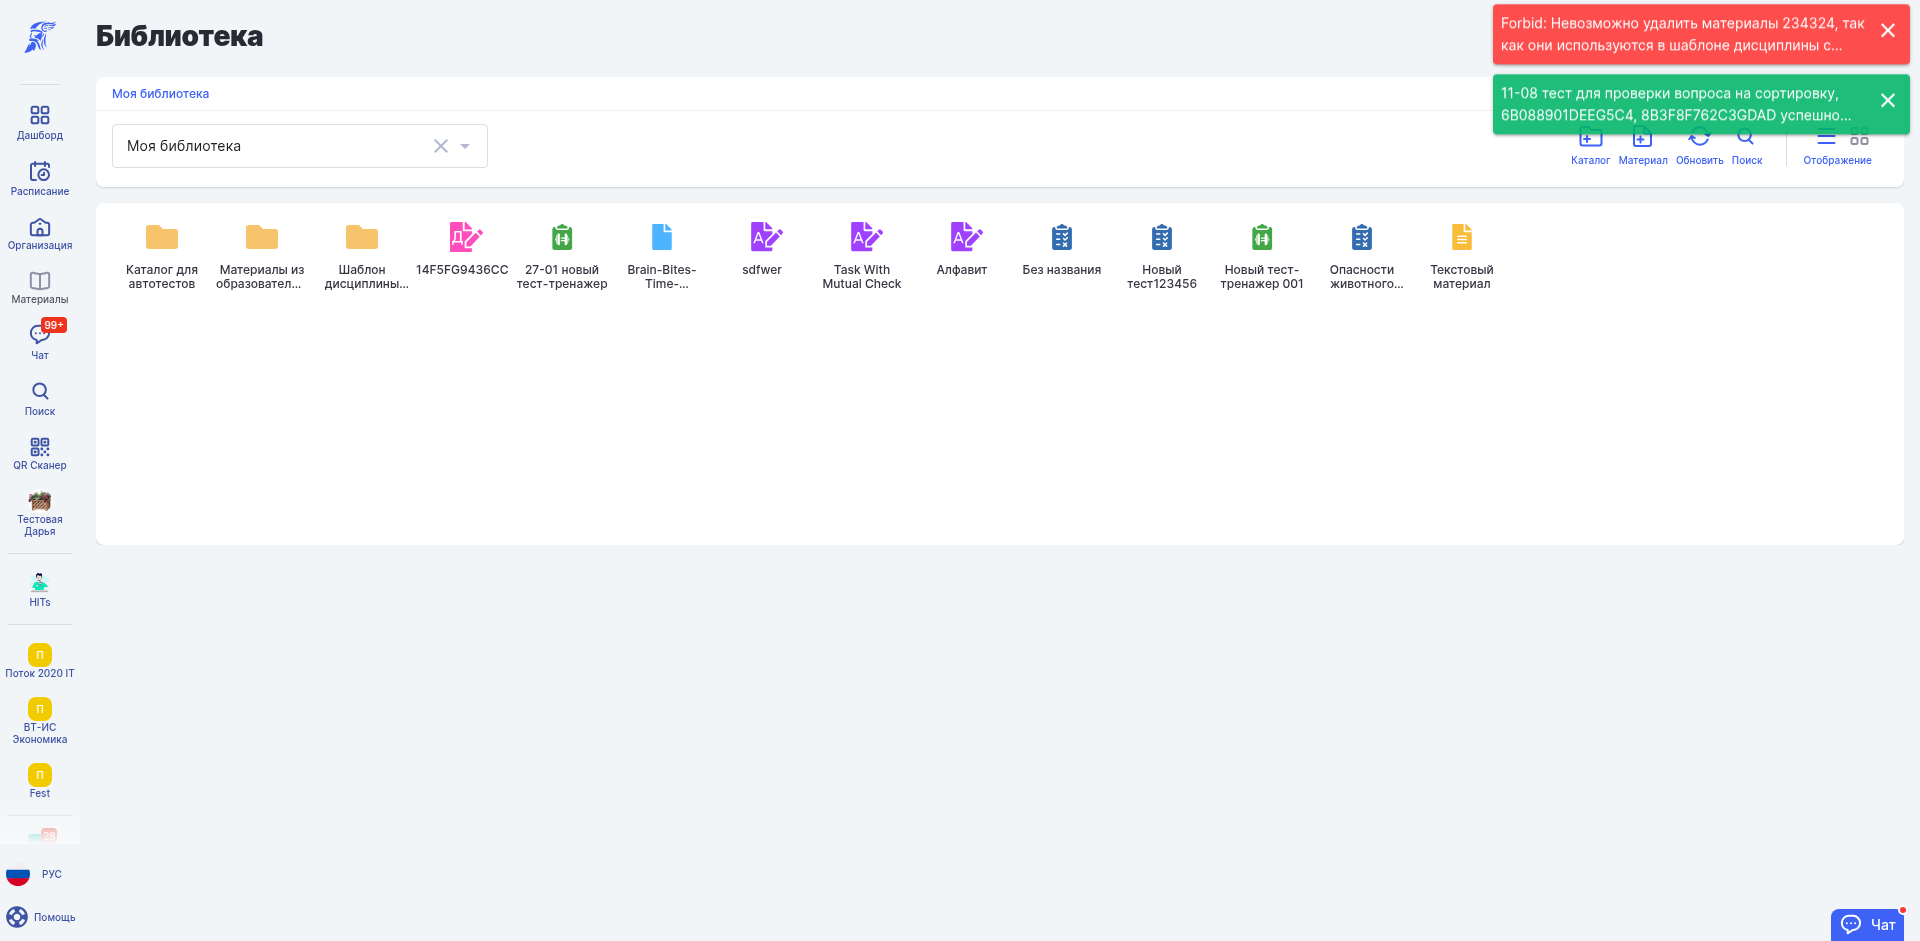 Библиотека
Forbid: Невозможно удалить материалы 234324, так
как они используются в шаблоне дисциплины с...
11-08 тест для проверки вопроса на сортировку,
6B088901DEEG5C4, 8B3F8F762C3GDAD успешно...
Моя библиотека
Моя библиотека
Каталог
Материал
Обновить
Поиск
Отображение
Каталог для
автотестов
Материалы из
образовател...
Шаблон
дисциплины...
14F5FG9436CC
27-01 новый
тест-тренажер
Brain-Bites-
Time-...
sdfwer
Task With
Mutual Check
Алфавит
Без названия
Новый
тест123456
Новый тест-
тренажер 001
Опасности
животного...
Текстовый
материал
Дашборд
Расписание
Организация
Материалы
99+
Чат
Поиск
QR Сканер
Тестовая
Дарья
HITs
П
Поток 2020 IT
П
ВТ-ИС
Экономика
П
Fest
28
РУС
Помощь
Чат